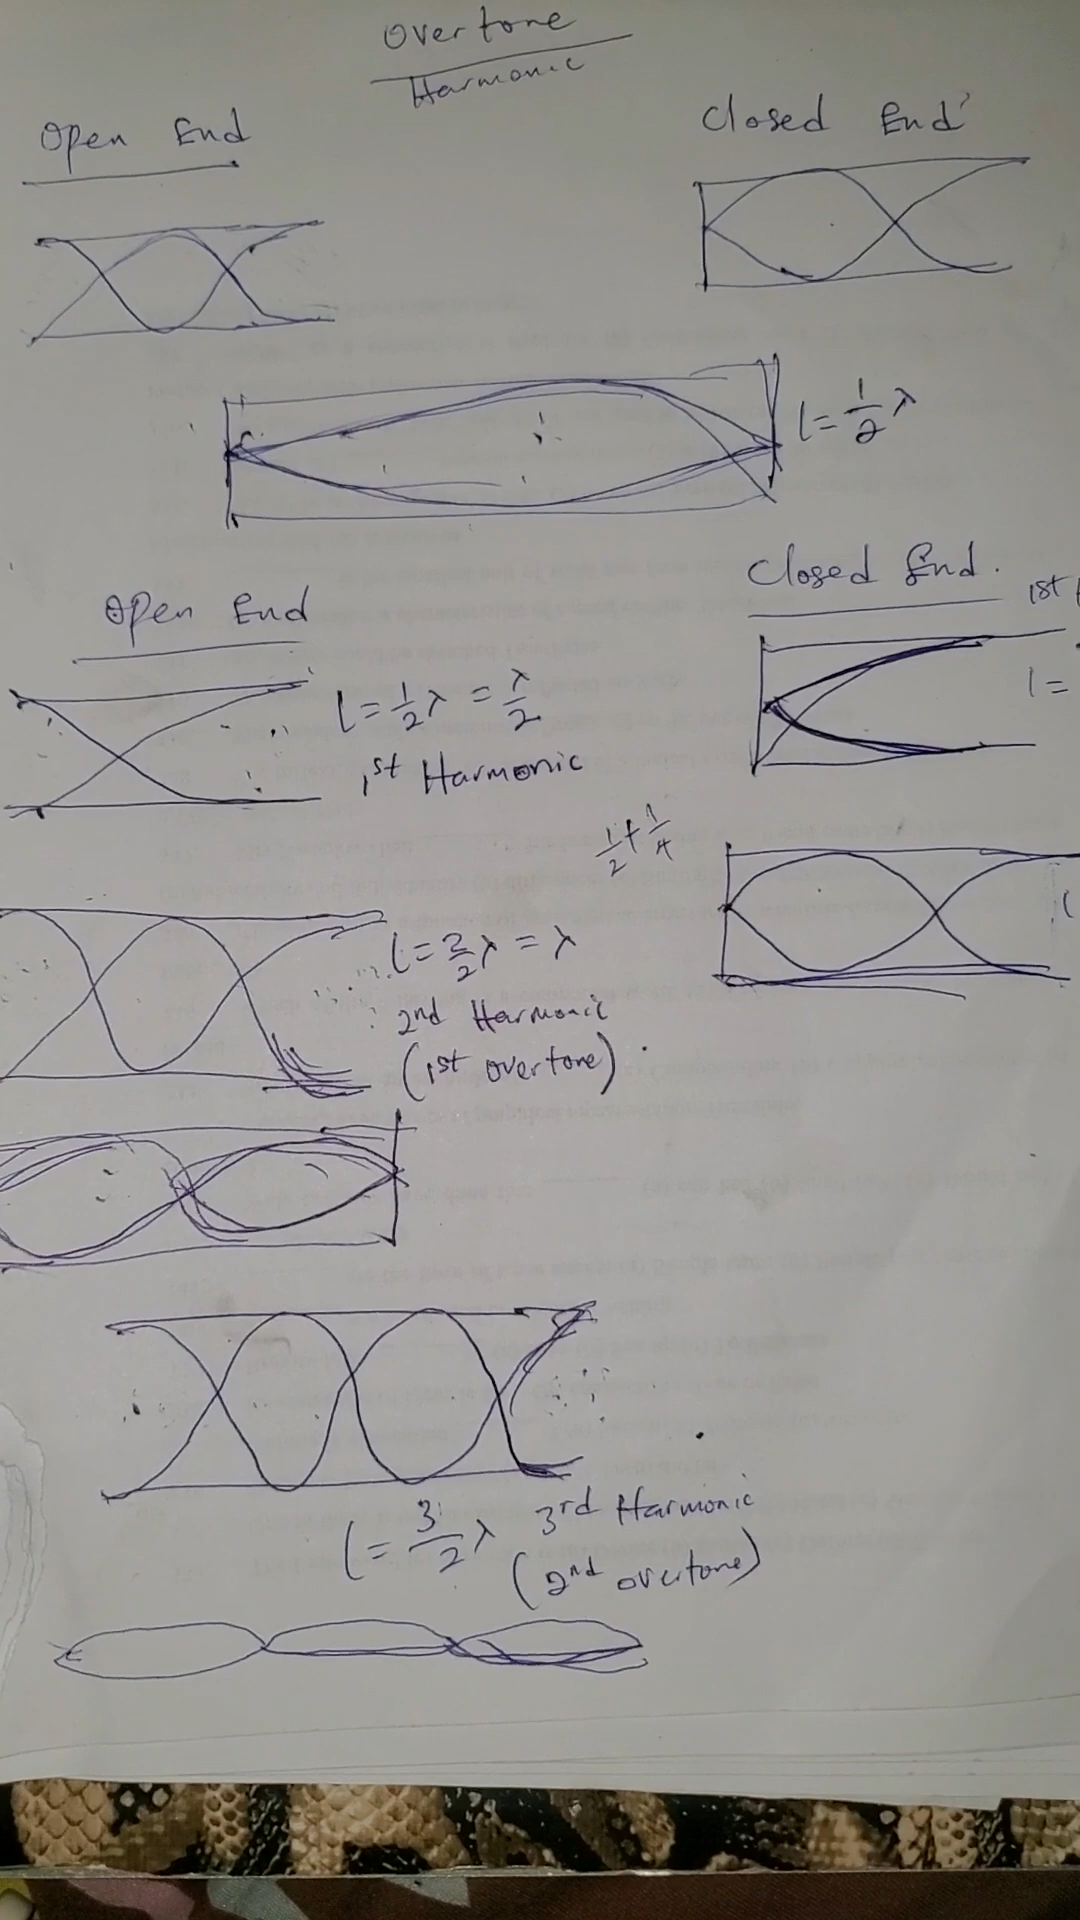 Overtone
Harmonic
Open End
Closed End
l = 1/2 λ
Closed End.
1st
Open End
l = 1/2 λ = λ/2
l =
1st Harmonic
1/2 + 1/4
l = 2/2 λ = λ
l
2nd Harmonic
(1st overtone)
l = 3/2 λ 3rd Harmonic
(2nd overtone)